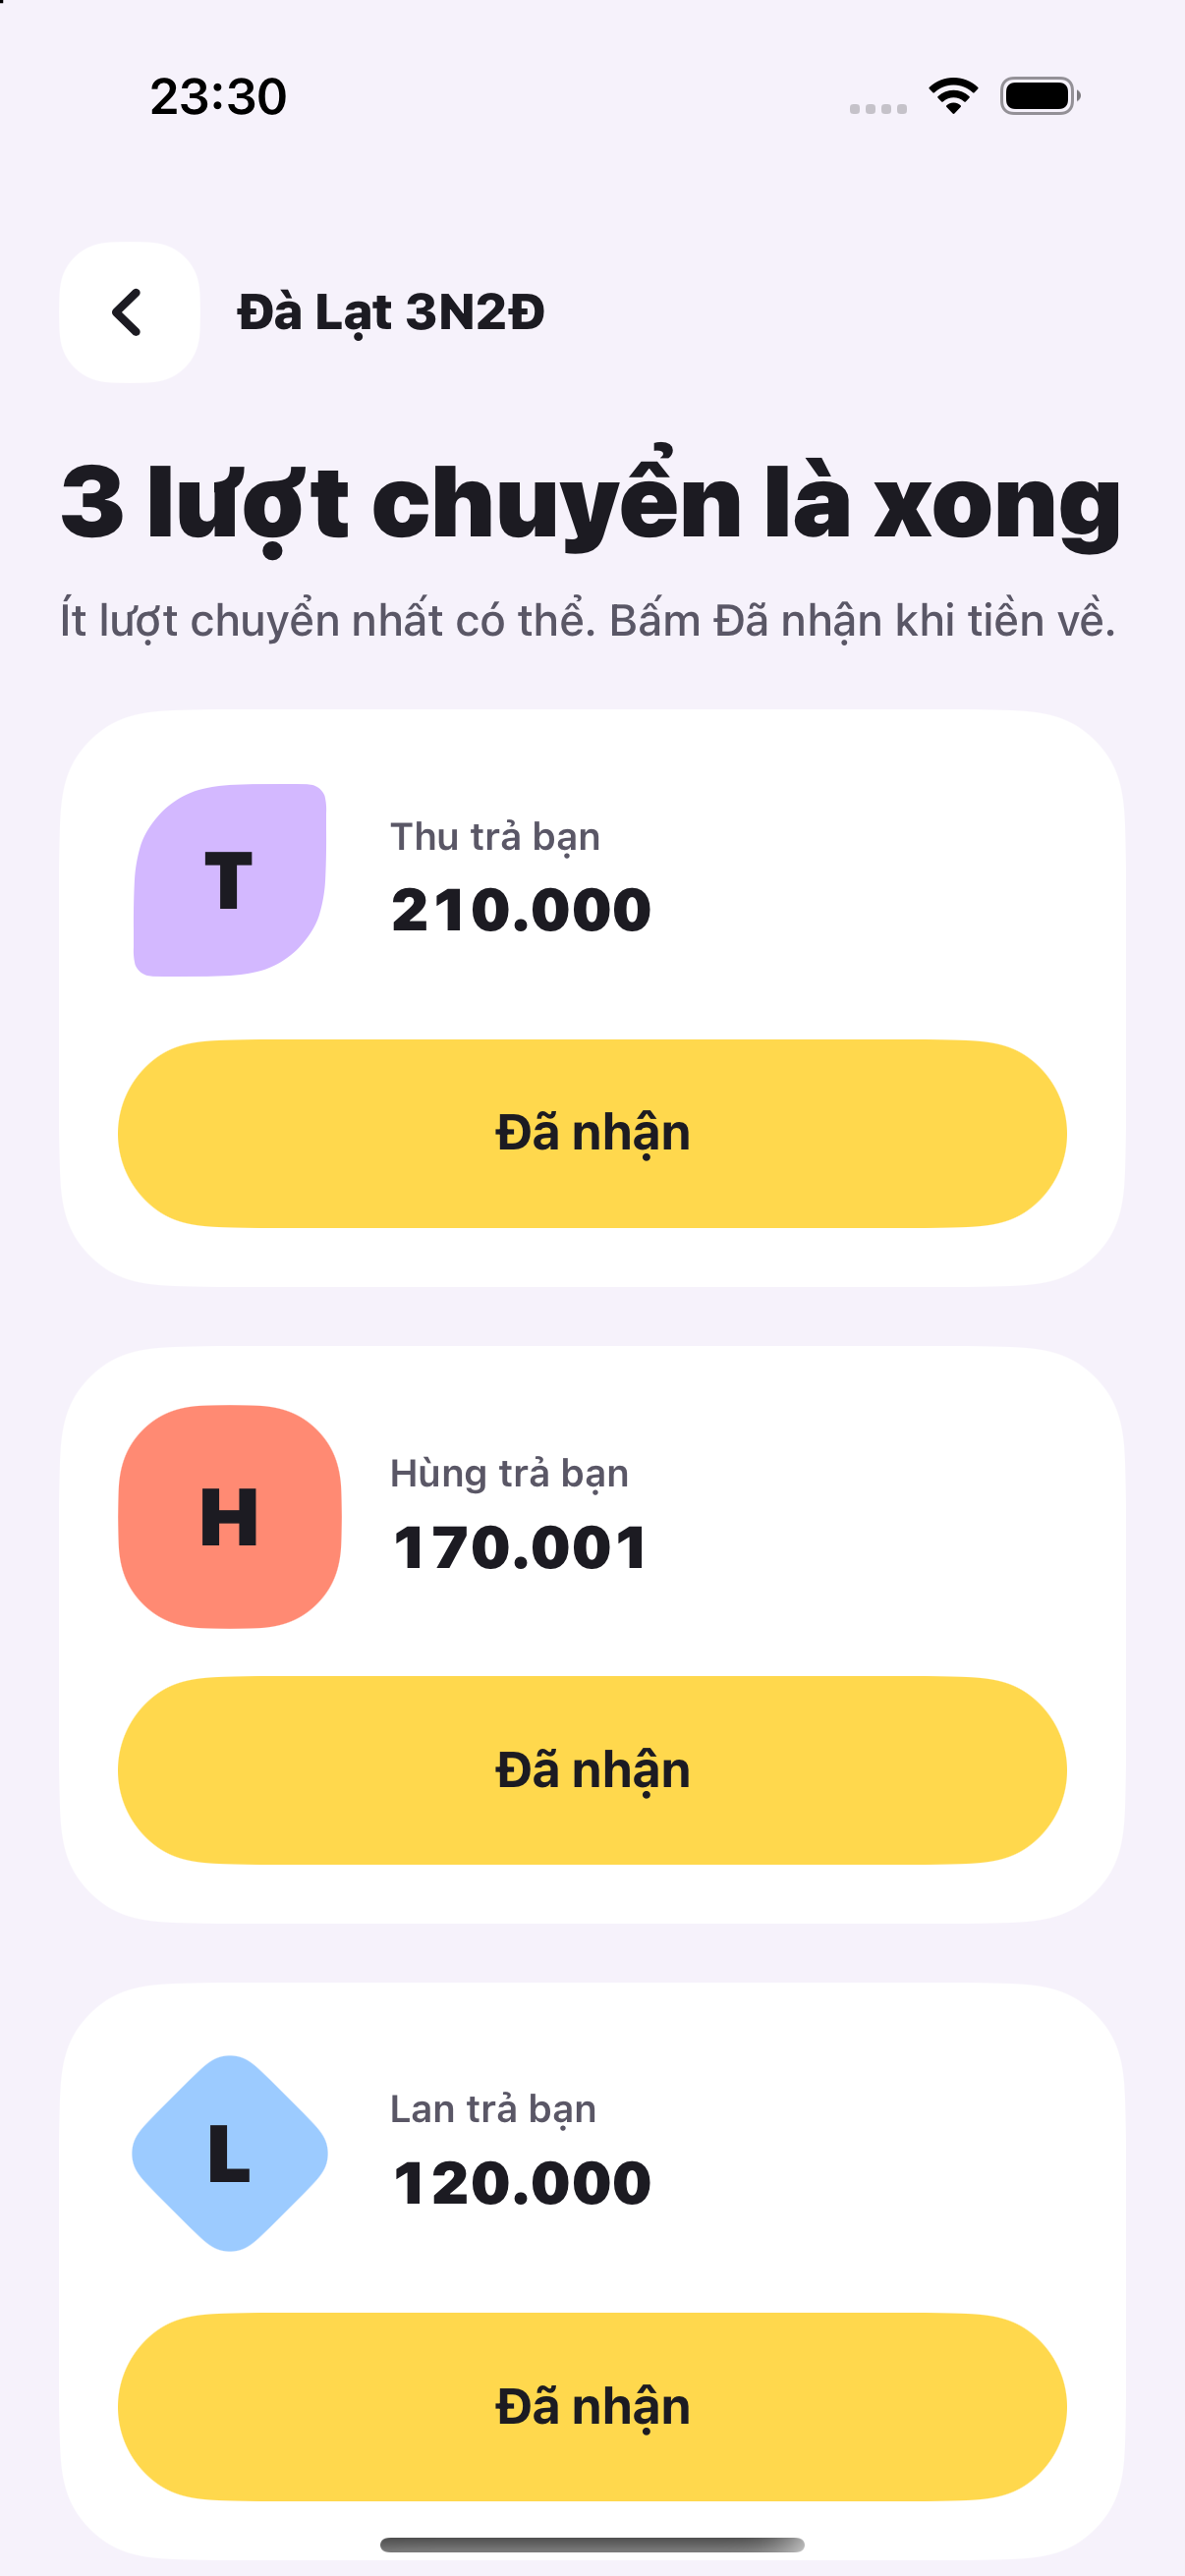 23:30
Đà Lạt 3N2Đ
3 lượt chuyển là xong
Ít lượt chuyển nhất có thể. Bấm Đã nhận khi tiền về.
T
Thu trả bạn
210.000
Đã nhận
H
Hùng trả bạn
170.001
Đã nhận
L
Lan trả bạn
120.000
Đã nhận